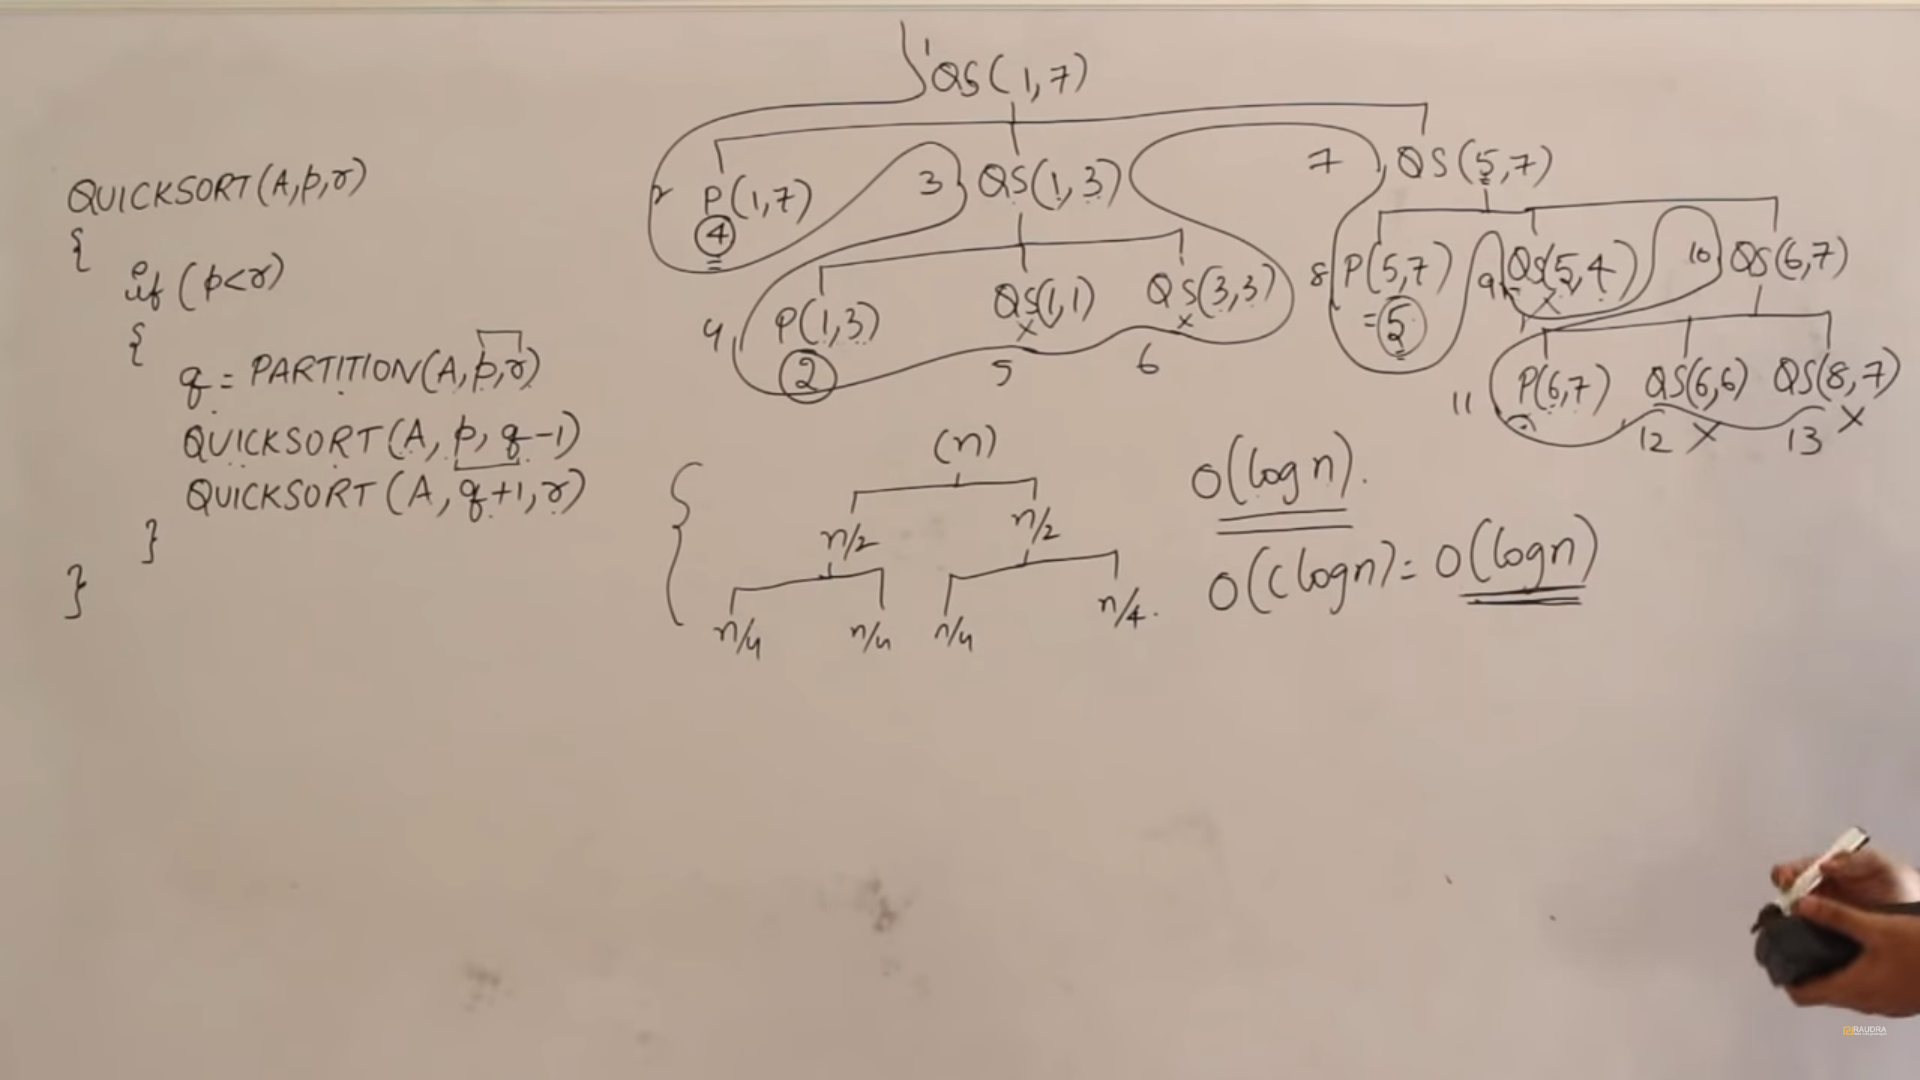 QUICKSORT(A,p,r)
{
if (p<r)
{
q = PARTITION(A,p,r)
QUICKSORT(A, p, q-1)
QUICKSORT(A, q+1, r)
}
}
1 QS(1,7)
2 P(1,7) 3 QS(1,3) 7 QS(5,7)
4
4 P(1,3) QS(1,1) QS(3,3) 8 P(5,7) 9 QS(5,4) 10 QS(6,7)
2 x x = 5 x
5 6 11 P(6,7) QS(6,6) QS(8,7)
12 x 13 x
(n)
n/2 n/2
n/4 n/4 n/4 n/4.
O(log n).
O(c log n) = O(log n)
RAUDRA